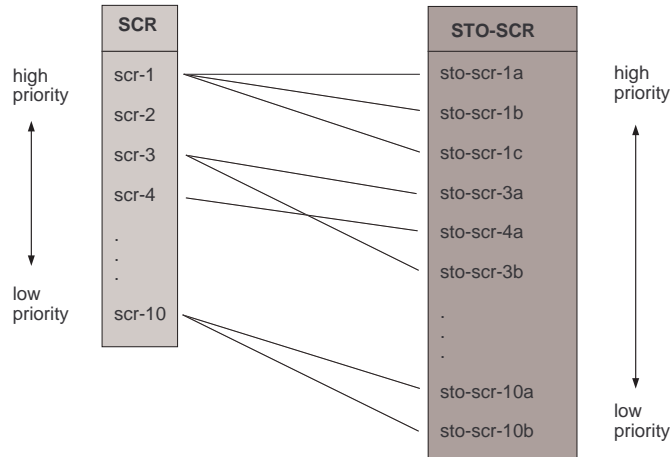 SCR
STO-SCR
high
priority
scr-1
scr-2
scr-3
scr-4
.
.
.
low
priority
scr-10
sto-scr-1a
sto-scr-1b
sto-scr-1c
sto-scr-3a
sto-scr-4a
sto-scr-3b
.
.
.
sto-scr-10a
sto-scr-10b
high
priority
low
priority